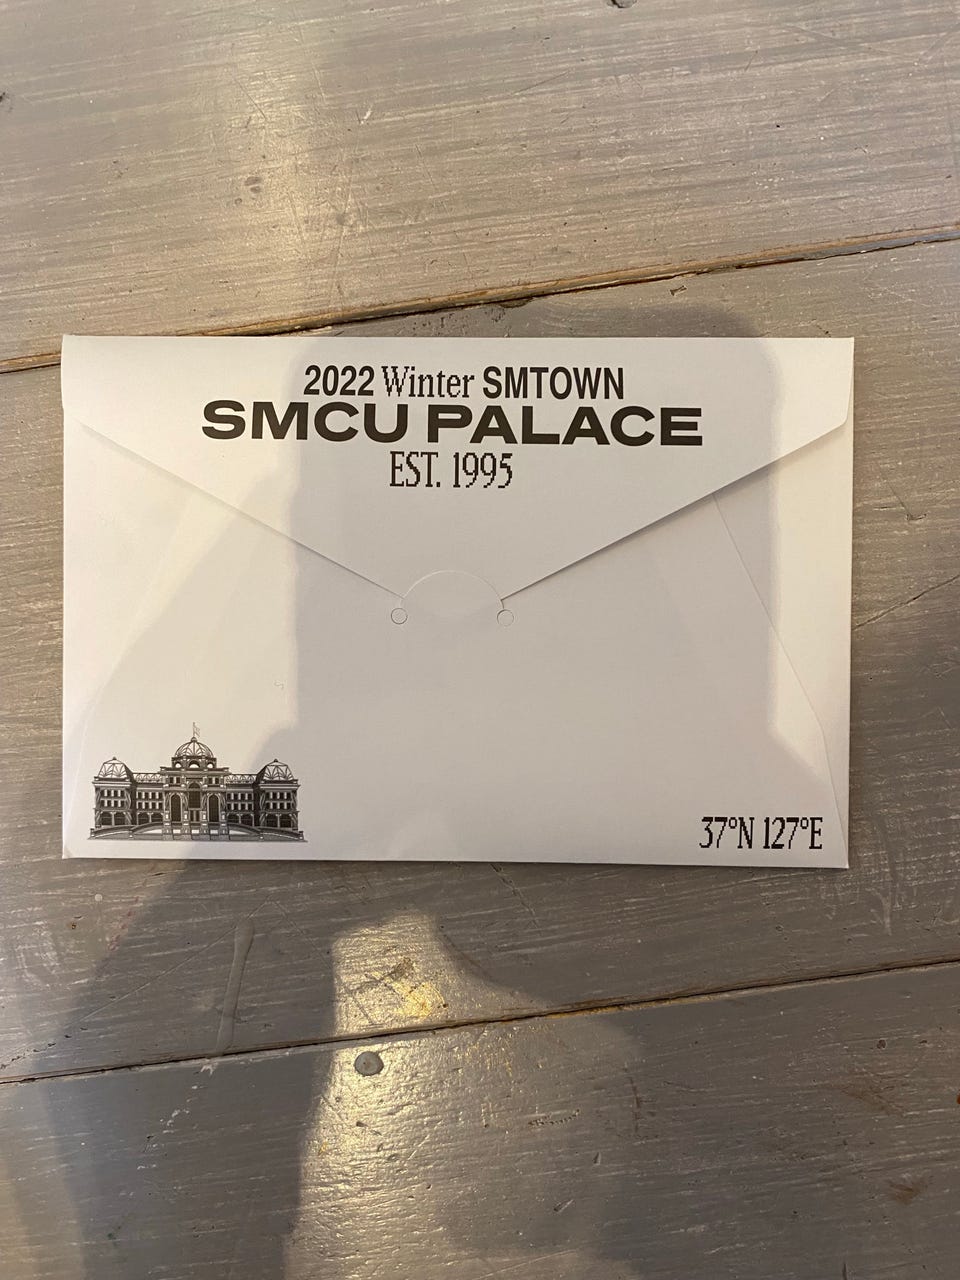 2022 Winter SMTOWN
SMCU PALACE
EST. 1995
37°N 127°E